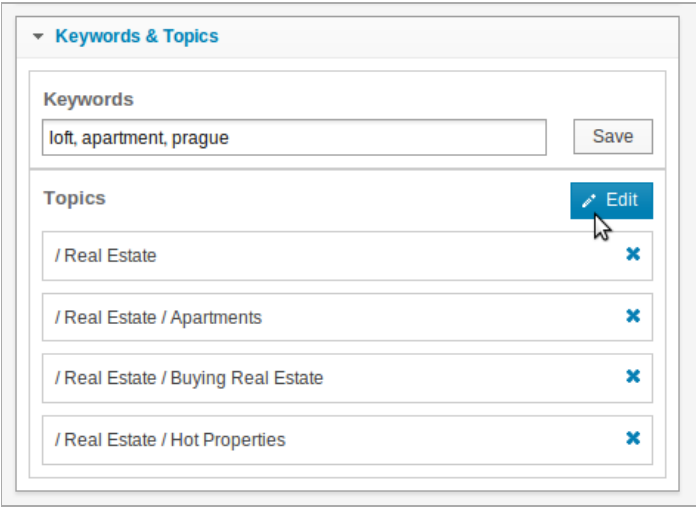 Keywords & Topics
Keywords
loft, apartment, prague
Save
Topics
Edit
/ Real Estate
/ Real Estate / Apartments
/ Real Estate / Buying Real Estate
/ Real Estate / Hot Properties